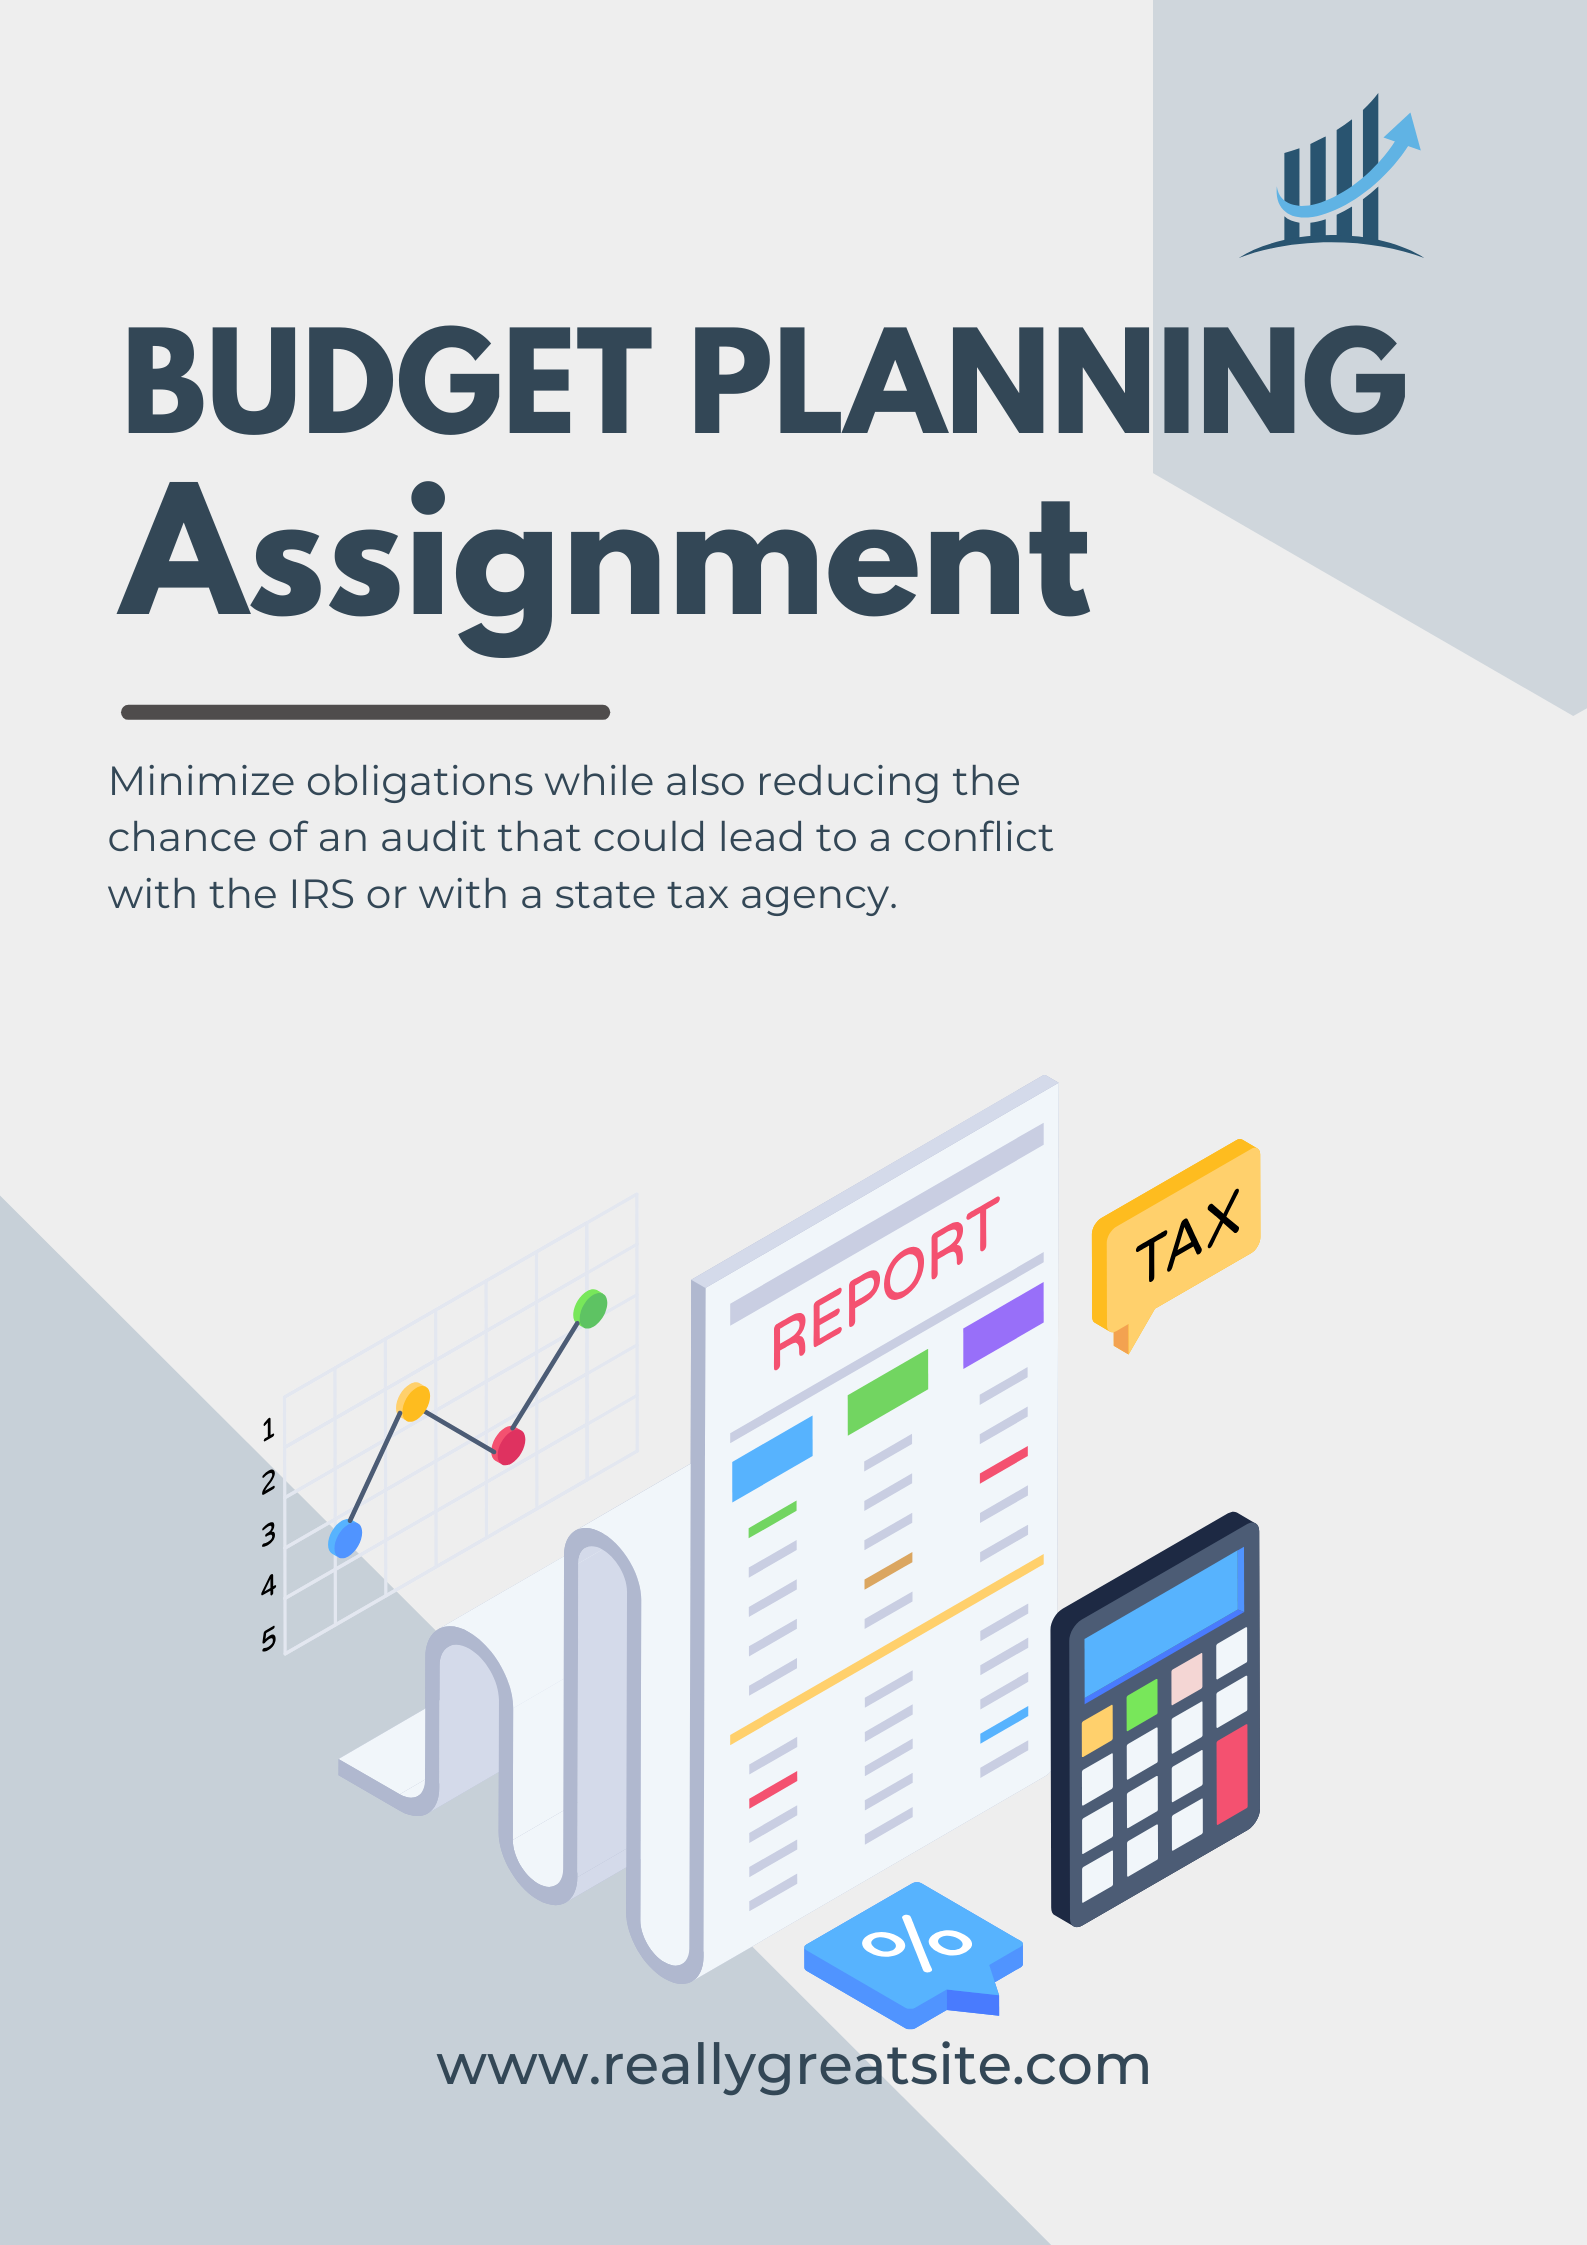 BUDGET PLANNING
Assignment
Minimize obligations while also reducing the
chance of an audit that could lead to a conflict
with the IRS or with a state tax agency.
REPORT
TAX
1
2
3
4
5
%
www.reallygreatsite.com